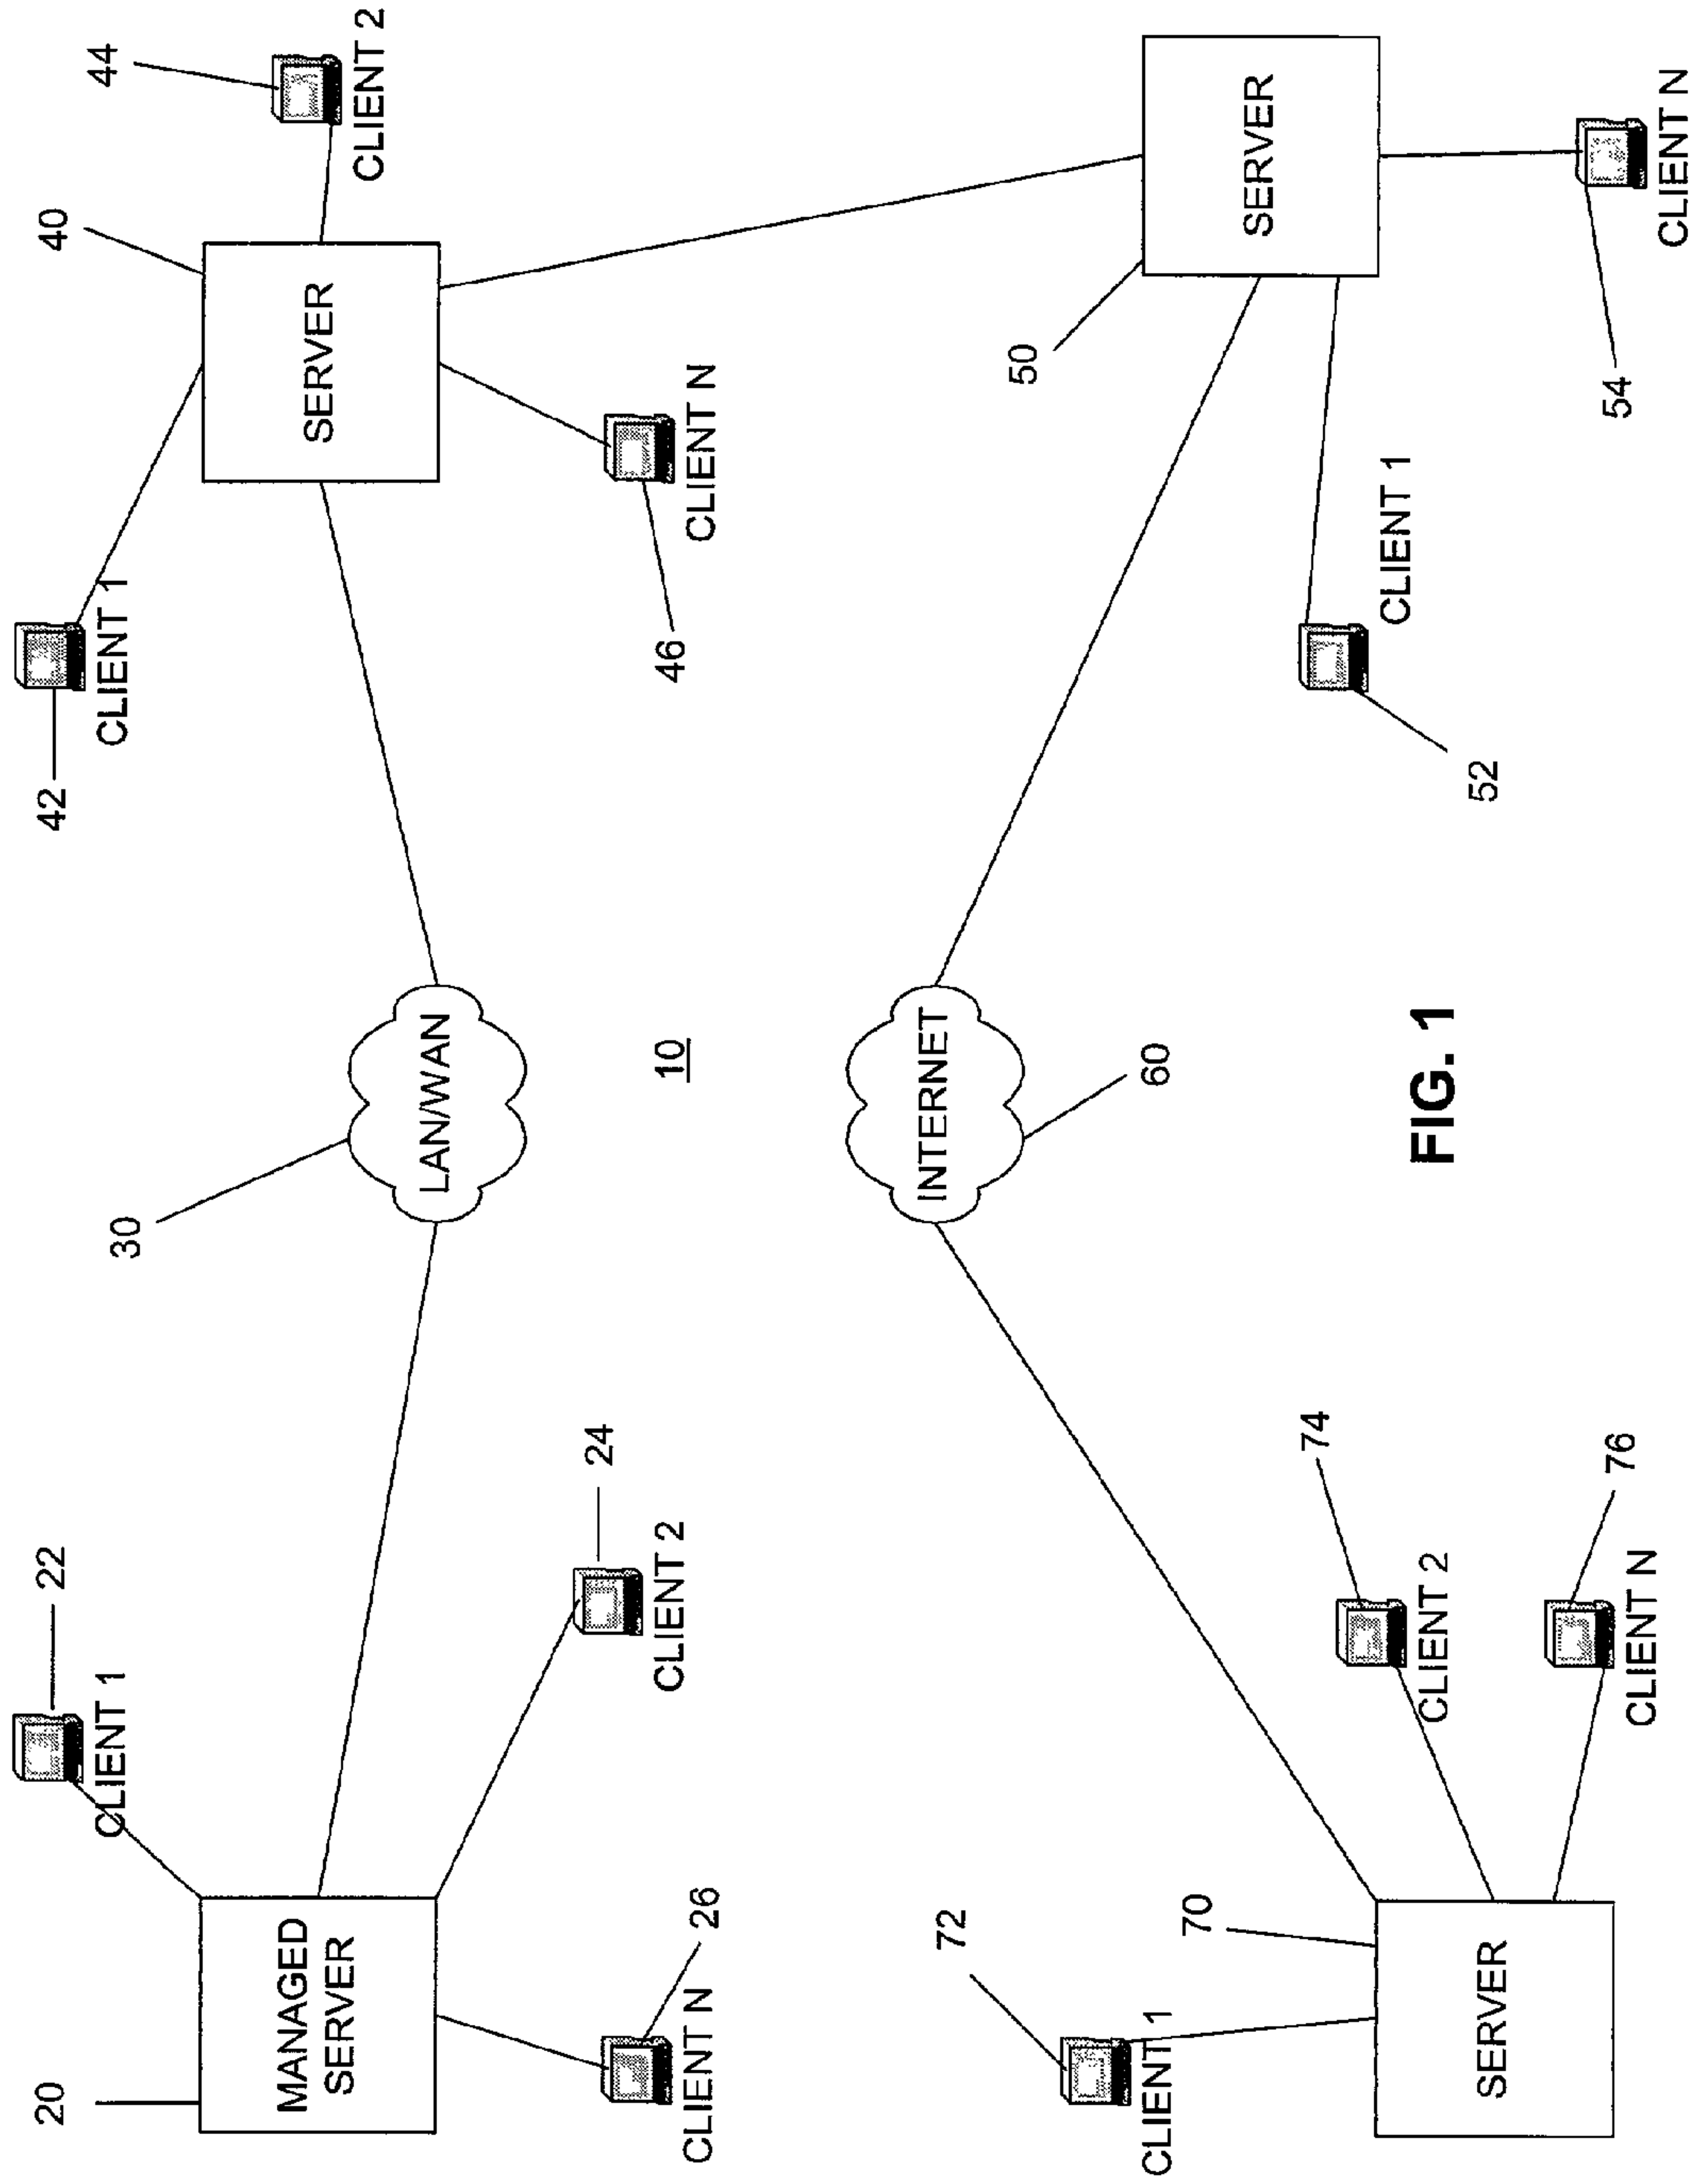 20
22
42
40
44
CLIENT 1
30
CLIENT 1
MANAGED
SERVER
SERVER
CLIENT 2
LAN/WAN
24
CLIENT 2
26
CLIENT N
10
46
CLIENT N
INTERNET
72
50
60
CLIENT 1
70
SERVER
74
CLIENT 1
CLIENT 2
FIG. 1
52
SERVER
76
54
CLIENT N
CLIENT N